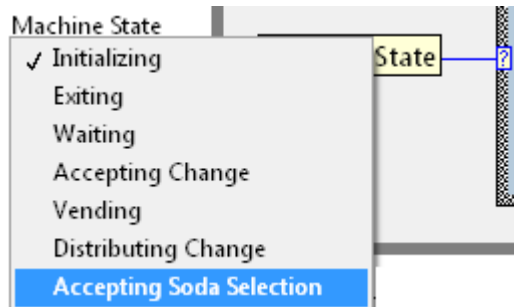 Machine State
✓ Initializing
State
?
Exiting
Waiting
Accepting Change
Vending
Distributing Change
Accepting Soda Selection